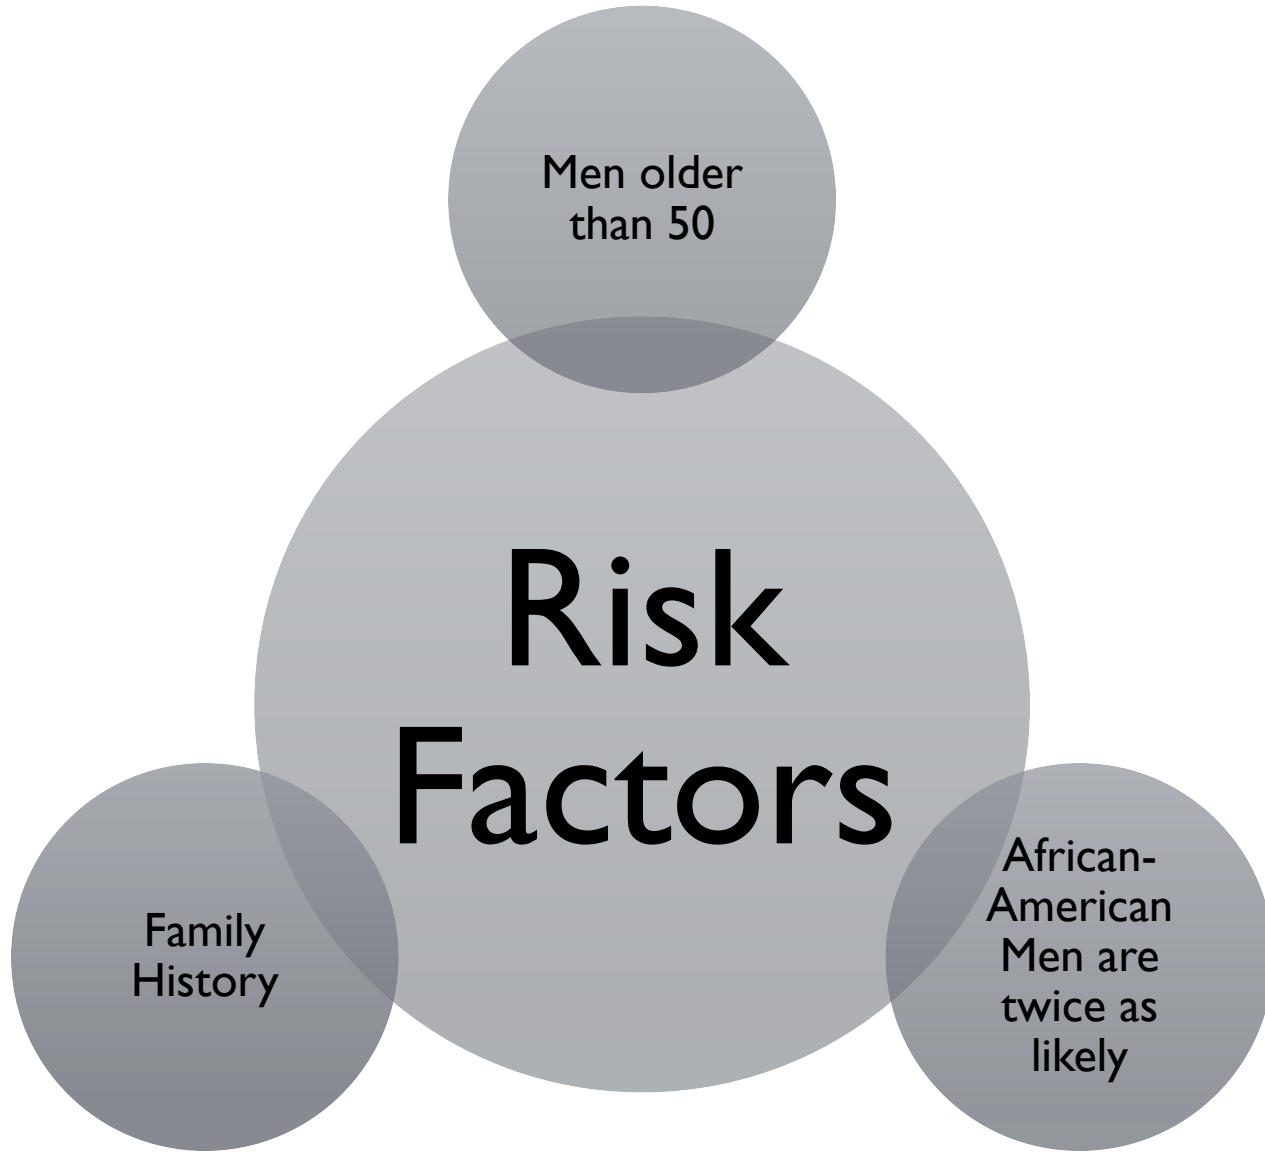 Men older
than 50
Risk
Factors
Family
History
African-
American
Men are
twice as
likely